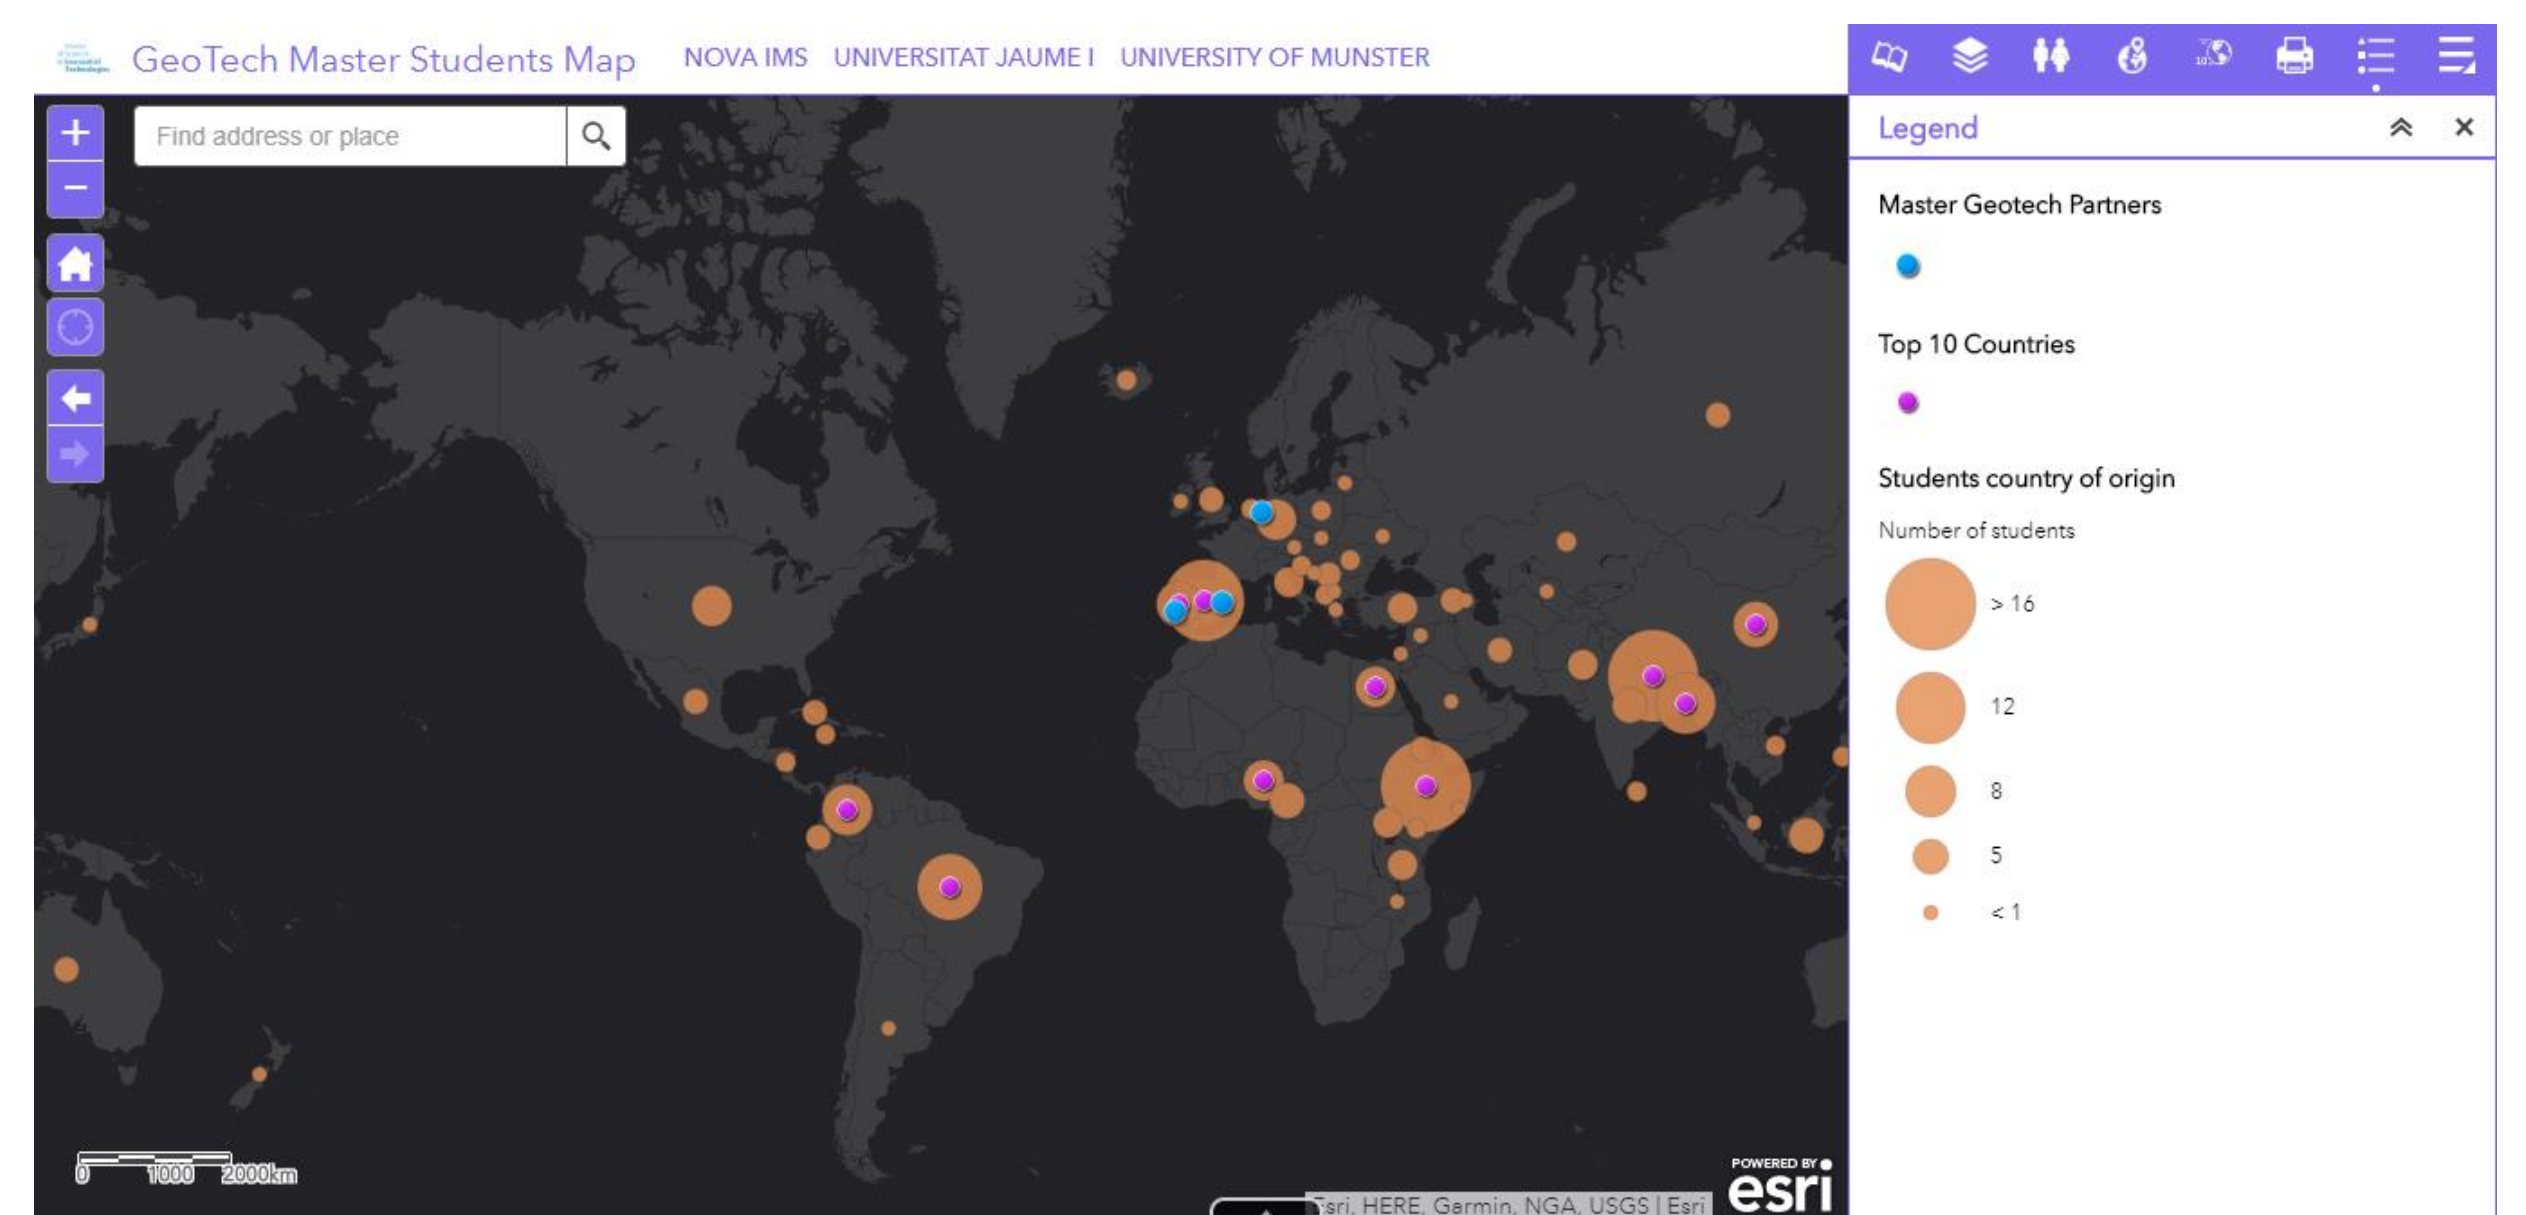 GeoTech Master Students Map NOVA IMS UNIVERSITAT JAUME I UNIVERSITY OF MUNSTER
Find address or place
Legend
Master Geotech Partners
Top 10 Countries
Students country of origin
Number of students
> 16
12
8
5
< 1
0 1000 2000km
POWERED BY
esri
Esri, HERE, Garmin, NGA, USGS | Esri